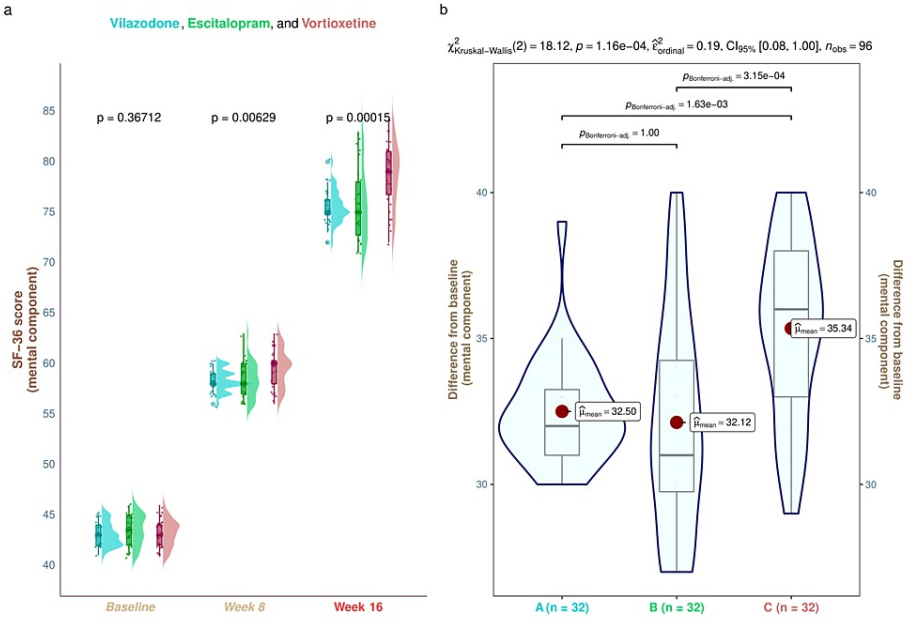 a
Vilazodone, Escitalopram, and Vortioxetine
SF−36 score
(mental component)
85
80
75
70
65
60
55
50
45
40
p = 0.36712
p = 0.00629
p = 0.00015
Baseline
Week 8
Week 16
b
χ²Kruskal−Wallis(2) = 18.12, p = 1.16e−04, ε̂²ordinal = 0.19, CI95% [0.08, 1.00], nobs = 96
pBonferroni−adj. = 3.15e−04
pBonferroni−adj. = 1.63e−03
pBonferroni−adj. = 1.00
Difference from baseline
(mental component)
40
35
30
μ̂mean = 32.50
μ̂mean = 32.12
μ̂mean = 35.34
40
35
30
Difference from baseline
(mental component)
A (n = 32)
B (n = 32)
C (n = 32)